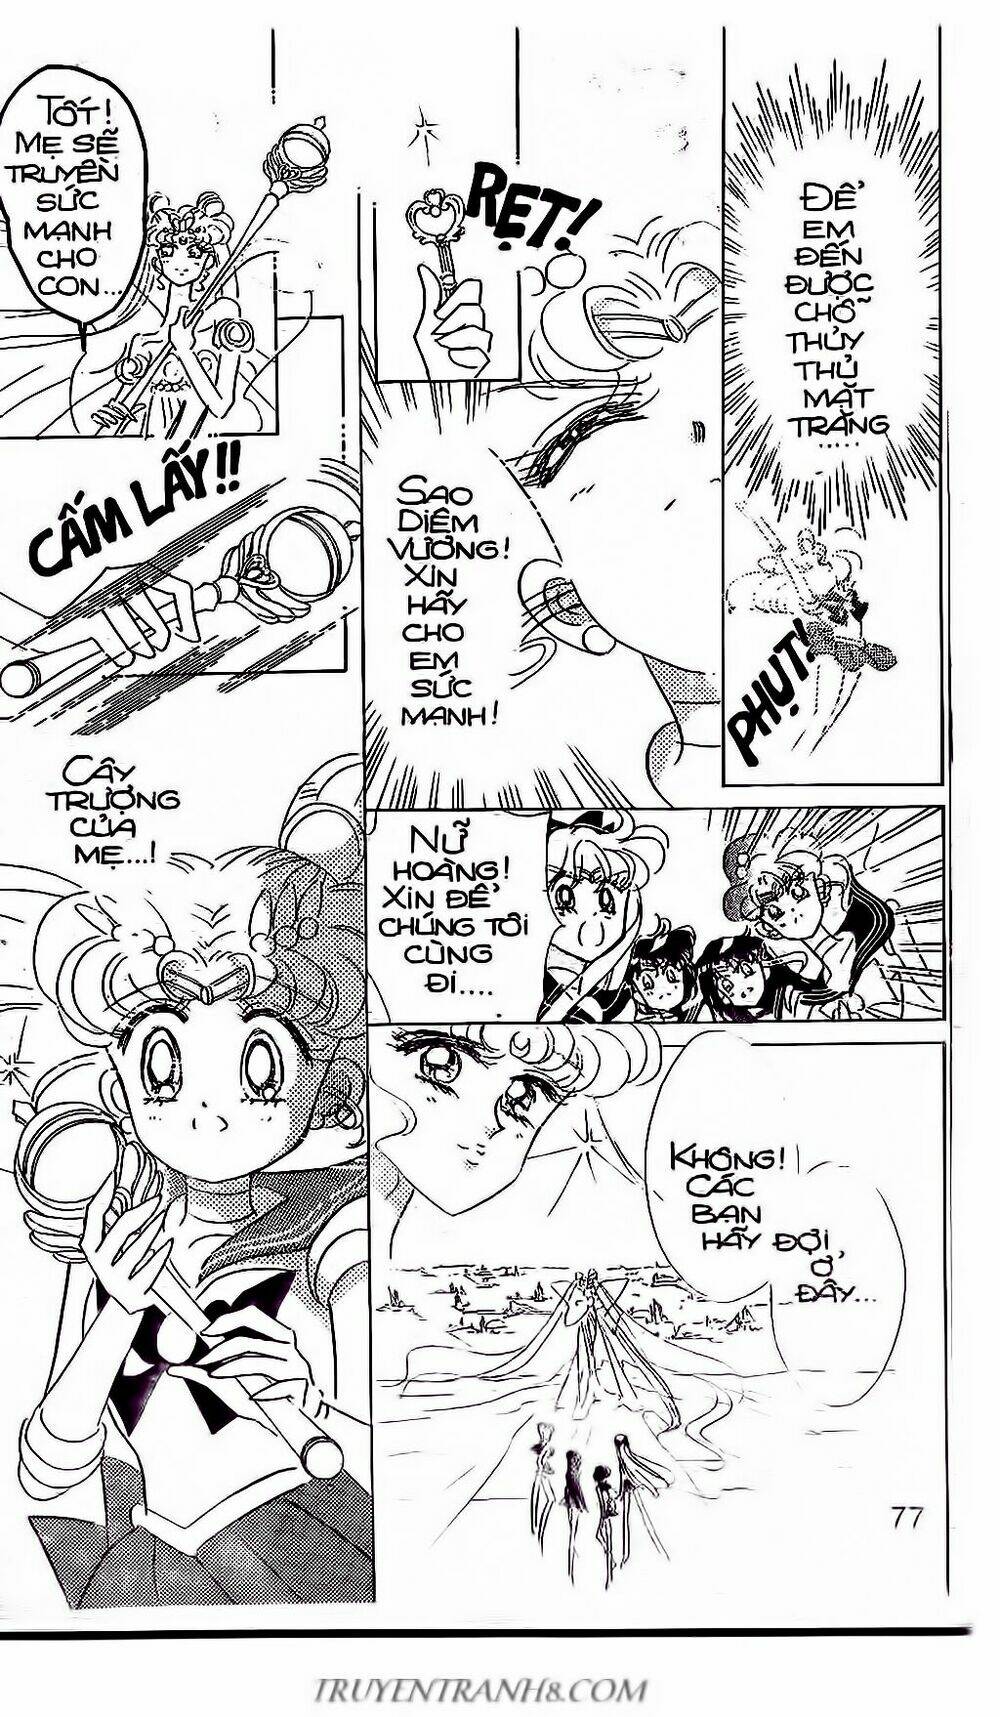 ĐỂ
EM
ĐẾN
ĐƯỢC
CHỖ
THỦY
THỦ
MẶT
TRĂNG
.....
PHỤT!
RẸT!
SAO
DIÊM
VƯƠNG!
XIN
HÃY
CHO
EM
SỨC
MẠNH!
TỐT!
MẸ SẼ
TRUYỀN
SỨC
MẠNH
CHO
CON...
CẤM LẤY!!
NỮ
HOÀNG!
XIN ĐỂ
CHÚNG TÔI
CÙNG
ĐI....
KHÔNG!
CÁC
BẠN
HÃY ĐỢI
Ở
ĐÂY...
CÂY
TRƯỢNG
CỦA
MẸ...!
77
TRUYENTRANH8.COM